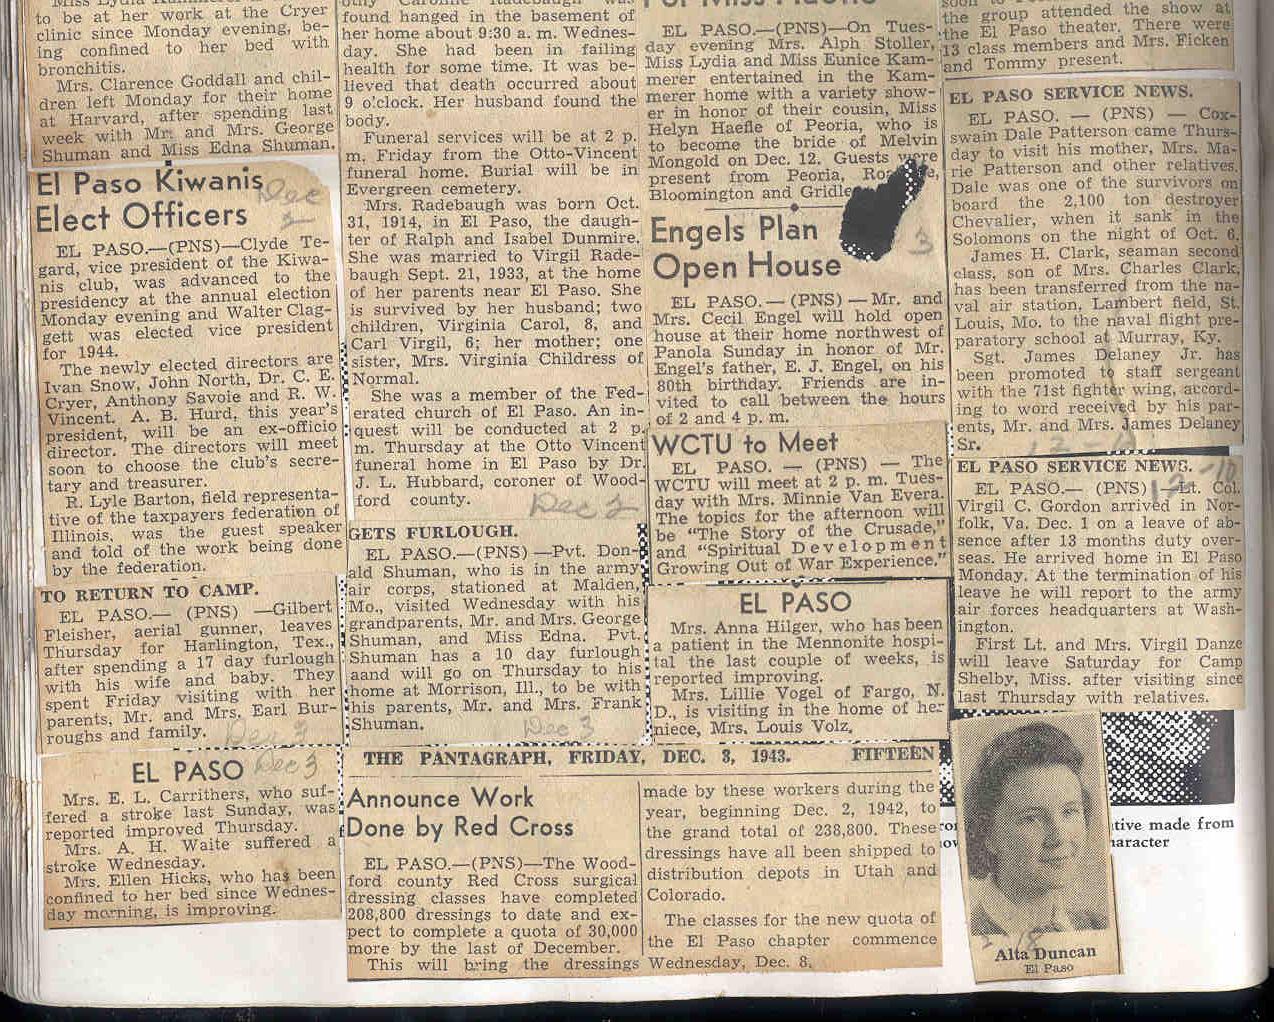 to be at her work at the Cryer
clinic since Monday evening, be-
ing confined to her bed with
bronchitis.
Mrs. Clarence Goddall and chil-
dren left Monday for their home
at Harvard, after spending last
week with Mr. and Mrs. George
Shuman and Miss Edna Shuman.
El Paso Kiwanis
Elect Officers
Dec
2
EL PASO.—(PNS)—Clyde Te-
gard, vice president of the Kiwa-
nis club, was advanced to the
presidency at the annual election
Monday evening and Walter Clag-
gett was elected vice president
for 1944.
The newly elected directors are
Ivan Snow, John North, Dr. C. E.
Cryer, Anthony Savoie and R. W.
Vincent. A. B. Hurd, this year's
president, will be an ex-officio
director. The directors will meet
soon to choose the club's secre-
tary and treasurer.
R. Lyle Barton, field representa-
tive of the taxpayers federation of
Illinois, was the guest speaker
and told of the work being done
by the federation.
TO RETURN TO CAMP.
EL PASO.— (PNS) —Gilbert
Fleisher, aerial gunner, leaves
Thursday for Harlington, Tex.,
after spending a 17 day furlough
with his wife and baby. They
spent Friday visiting with her
parents, Mr. and Mrs. Earl Bur-
roughs and family.
Dec 3
EL PASO
Dec 3
Mrs. E. L. Carrithers, who suf-
fered a stroke last Sunday, was
reported improved Thursday.
Mrs. A. H. Waite suffered a
stroke Wednesday.
Mrs. Ellen Hicks, who has been
confined to her bed since Wednes-
day morning, is improving.
found hanged in the basement of
her home about 9:30 a. m. Wednes-
day. She had been in failing
health for some time. It was be-
lieved that death occurred about
9 o'clock. Her husband found the
body.
Funeral services will be at 2 p.
m. Friday from the Otto-Vincent
funeral home. Burial will be in
Evergreen cemetery.
Mrs. Radebaugh was born Oct.
31, 1914, in El Paso, the daugh-
ter of Ralph and Isabel Dunmire.
She was married to Virgil Rade-
baugh Sept. 21, 1933, at the home
of her parents near El Paso. She
is survived by her husband; two
children, Virginia Carol, 8, and
Carl Virgil, 6; her mother; one
sister, Mrs. Virginia Childress of
Normal.
She was a member of the Fed-
erated church of El Paso. An in-
quest will be conducted at 2 p.
m. Thursday at the Otto Vincent
funeral home in El Paso by Dr.
J. L. Hubbard, coroner of Wood-
ford county.
Dec 2
GETS FURLOUGH.
EL PASO.—(PNS) —Pvt. Don-
ald Shuman, who is in the army
air corps, stationed at Malden,
Mo., visited Wednesday with his
grandparents, Mr. and Mrs. George
Shuman, and Miss Edna. Pvt.
Shuman has a 10 day furlough
aand will go on Thursday to his
home at Morrison, Ill., to be with
his parents, Mr. and Mrs. Frank
Shuman.
Dec 3
EL PASO.—(PNS)—On Tues-
day evening Mrs. Alph Stoller,
Miss Lydia and Miss Eunice Kam-
merer entertained in the Kam-
merer home with a variety show-
er in honor of their cousin, Miss
Helyn Haefle of Peoria, who is
to become the bride of Melvin
Mongold on Dec. 12. Guests were
present from Peoria,
Bloomington and
Engels Plan
Open House
3
EL PASO.—(PNS)—Mr. and
Mrs. Cecil Engel will hold open
house at their home northwest of
Panola Sunday in honor of Mr.
Engel's father, E. J. Engel, on his
80th birthday. Friends are in-
vited to call between the hours
of 2 and 4 p. m.
WCTU to Meet
EL PASO. — (PNS) — The
WCTU will meet at 2 p. m. Tues-
day with Mrs. Minnie Van Evera.
The topics for the afternoon will
be "The Story of the Crusade,"
and "Spiritual Development
Growing Out of War Experience."
EL PASO
Mrs. Anna Hilger, who has been
a patient in the Mennonite hospi-
tal the last couple of weeks, is
reported improving.
Mrs. Lillie Vogel of Fargo, N.
D., is visiting in the home of her
niece, Mrs. Louis Volz.
the group attended the show at
the El Paso theater. There were
13 class members and Mrs. Ficken
and Tommy present.
EL PASO SERVICE NEWS.
EL PASO. — (PNS) — Cox-
swain Dale Patterson came Thurs-
day to visit his mother, Mrs. Ma-
rie Patterson and other relatives.
Dale was one of the survivors on
board the 2,100 ton destroyer
Chevalier, when it sank in the
Solomons on the night of Oct. 6.
James H. Clark, seaman second
class, son of Mrs. Charles Clark,
has been transferred from the na-
val air station, Lambert field, St.
Louis, Mo. to the naval flight pre-
paratory school at Murray, Ky.
Sgt. James Delaney Jr. has
been promoted to staff sergeant
with the 71st fighter wing, accord-
ing to word received by his par-
ents, Mr. and Mrs. James Delaney
Sr.
EL PASO SERVICE NEWS.
EL PASO.— (PNS) —Lt. Col.
Virgil C. Gordon arrived in Nor-
folk, Va. Dec. 1 on a leave of ab-
sence after 13 months duty over-
seas. He arrived home in El Paso
Monday. At the termination of his
leave he will report to the army
air forces headquarters at Wash-
ington.
First Lt. and Mrs. Virgil Danze
will leave Saturday for Camp
Shelby, Miss. after visiting since
last Thursday with relatives.
THE PANTAGRAPH, FRIDAY, DEC. 3, 1943. FIFTEEN
Announce Work
Done by Red Cross
EL PASO.—(PNS)—The Wood-
ford county Red Cross surgical
dressing classes have completed
208,800 dressings to date and ex-
pect to complete a quota of 30,000
more by the last of December.
This will bring the dressings
made by these workers during the
year, beginning Dec. 2, 1942, to
the grand total of 238,800. These
dressings have all been shipped to
distribution depots in Utah and
Colorado.
The classes for the new quota of
the El Paso chapter commence
Wednesday, Dec. 8.
made from
Alta Duncan
El Paso